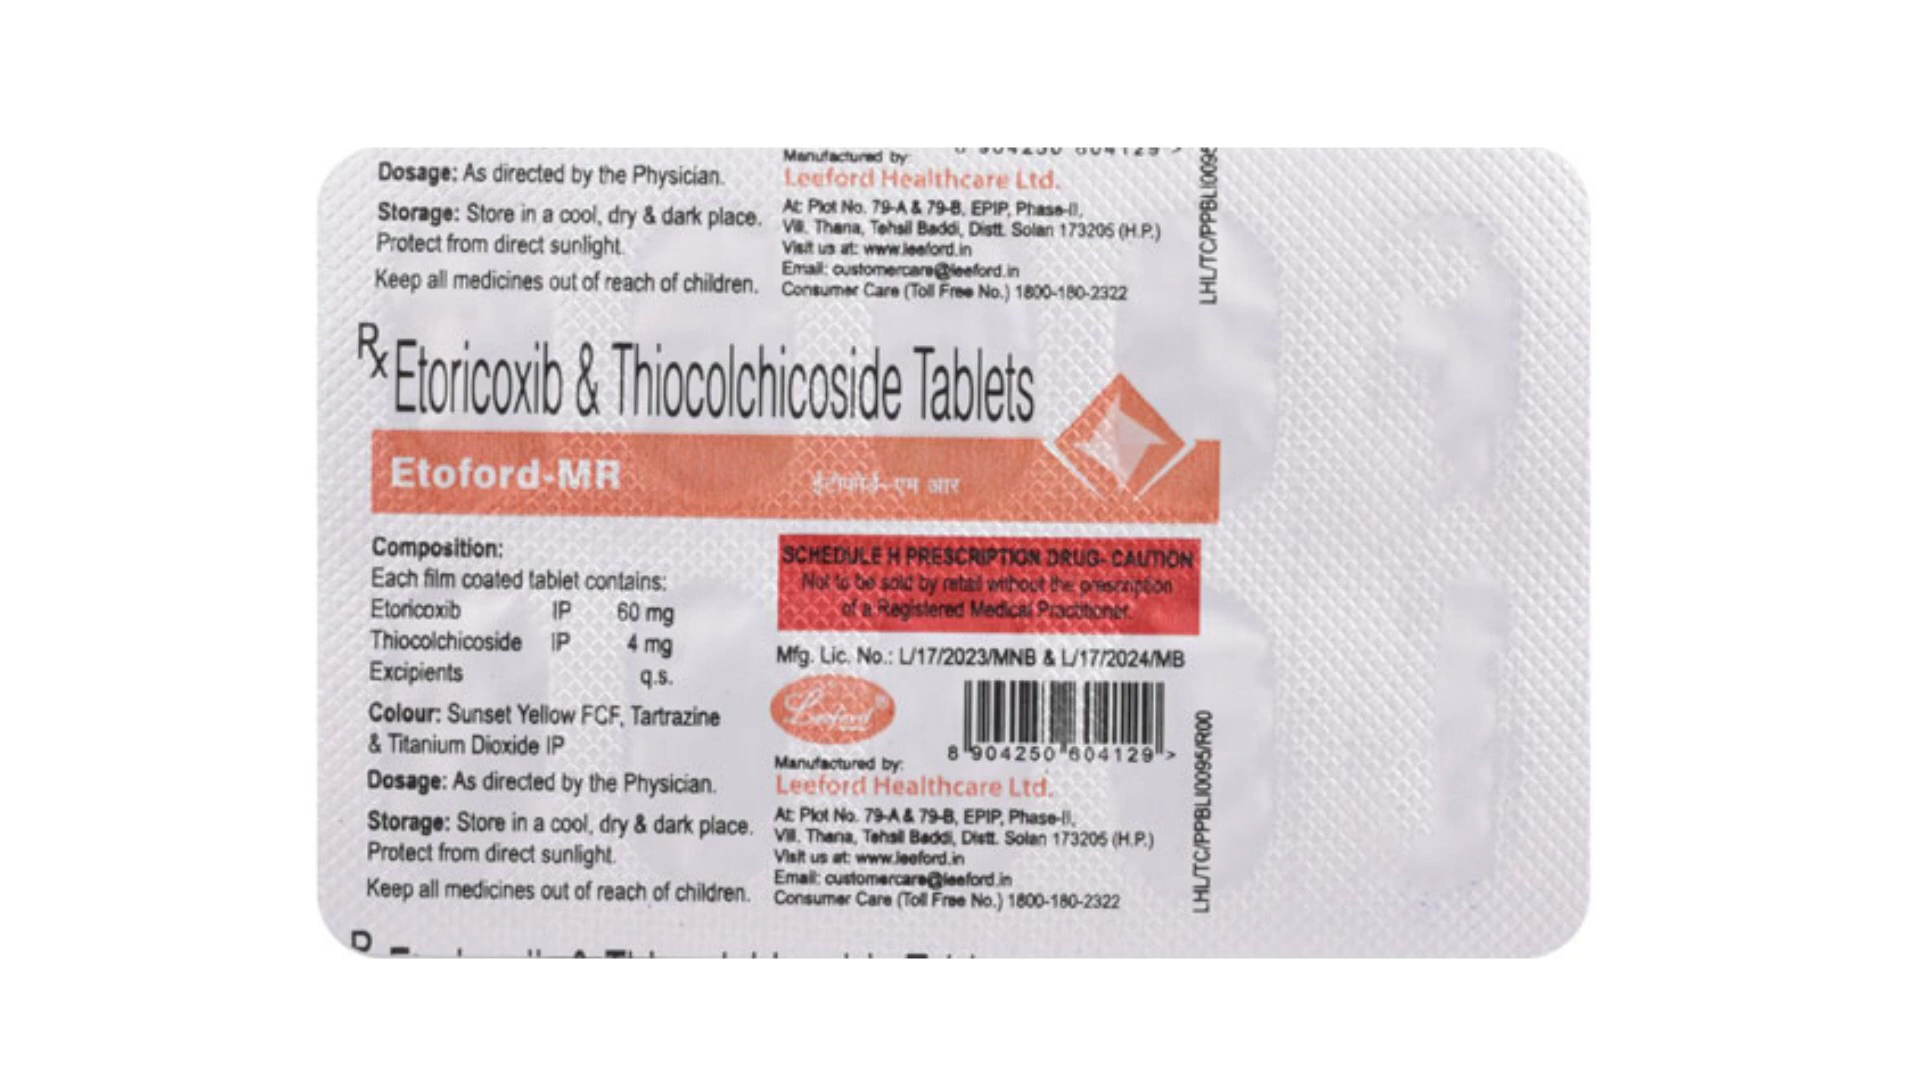 Dosage: As directed by the Physician.
Storage: Store in a cool, dry & dark place.
Protect from direct sunlight.
Keep all medicines out of reach of children.
8 904250 604129 >
Manufactured by:
Leeford Healthcare Ltd.
At: Plot No. 79-A & 79-B, EPIP, Phase-II,
Vill. Thana, Tehsil Baddi, Distt. Solan 173205 (H.P.)
Visit us at: www.leeford.in
Email: customercare@leeford.in
Consumer Care (Toll Free No.) 1800-180-2322
LHL/TC/PPBLI0095
Rx Etoricoxib & Thiocolchicoside Tablets
Etoford-MR
ईटोफोर्ड-एम आर
Composition:
Each film coated tablet contains:
Etoricoxib IP 60 mg
Thiocolchicoside IP 4 mg
Excipients q.s.
Colour: Sunset Yellow FCF, Tartrazine
& Titanium Dioxide IP
Dosage: As directed by the Physician.
Storage: Store in a cool, dry & dark place.
Protect from direct sunlight.
Keep all medicines out of reach of children.
SCHEDULE H PRESCRIPTION DRUG- CAUTION
Not to be sold by retail without the prescription
of a Registered Medical Practitioner.
Mfg. Lic. No.: L/17/2023/MNB & L/17/2024/MB
Leeford
8 904250 604129 >
Manufactured by:
Leeford Healthcare Ltd.
At: Plot No. 79-A & 79-B, EPIP, Phase-II,
Vill. Thana, Tehsil Baddi, Distt. Solan 173205 (H.P.)
Visit us at: www.leeford.in
Email: customercare@leeford.in
Consumer Care (Toll Free No.) 1800-180-2322
LHL/TC/PPBLI0095/R00